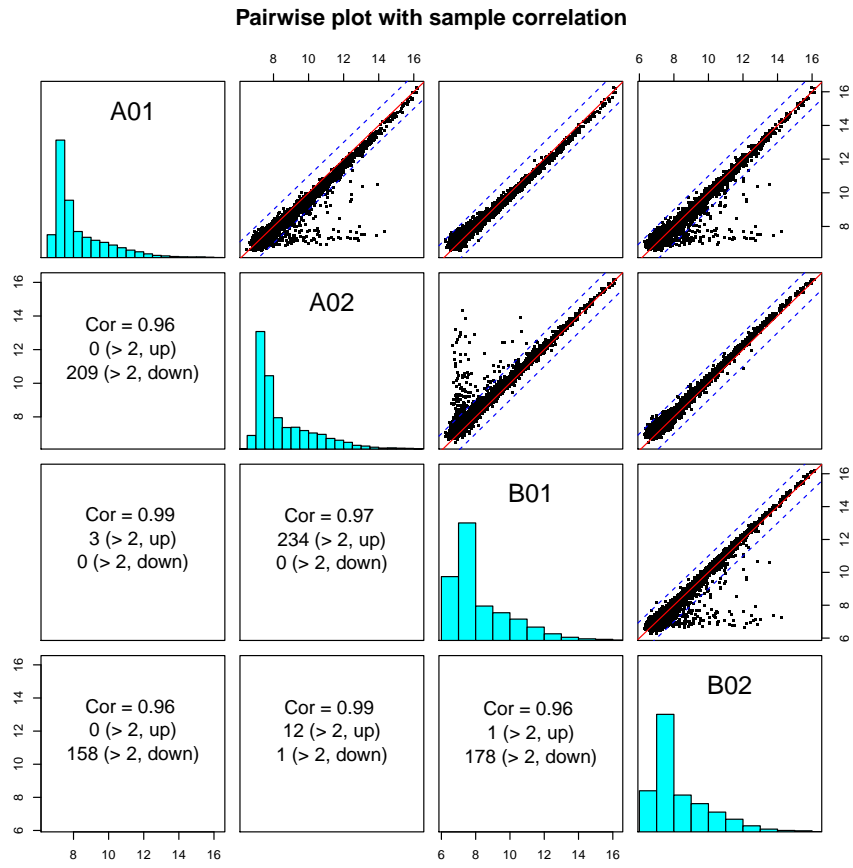 Pairwise plot with sample correlation
8 10 12 14 16
6 8 10 12 14 16
A01
16
14
12
10
8
16
14
12
10
8
Cor = 0.96
0 (> 2, up)
209 (> 2, down)
A02
Cor = 0.99
3 (> 2, up)
0 (> 2, down)
Cor = 0.97
234 (> 2, up)
0 (> 2, down)
B01
16
14
12
10
8
6
16
14
12
10
8
6
Cor = 0.96
0 (> 2, up)
158 (> 2, down)
Cor = 0.99
12 (> 2, up)
1 (> 2, down)
Cor = 0.96
1 (> 2, up)
178 (> 2, down)
B02
8 10 12 14 16
6 8 10 12 14 16